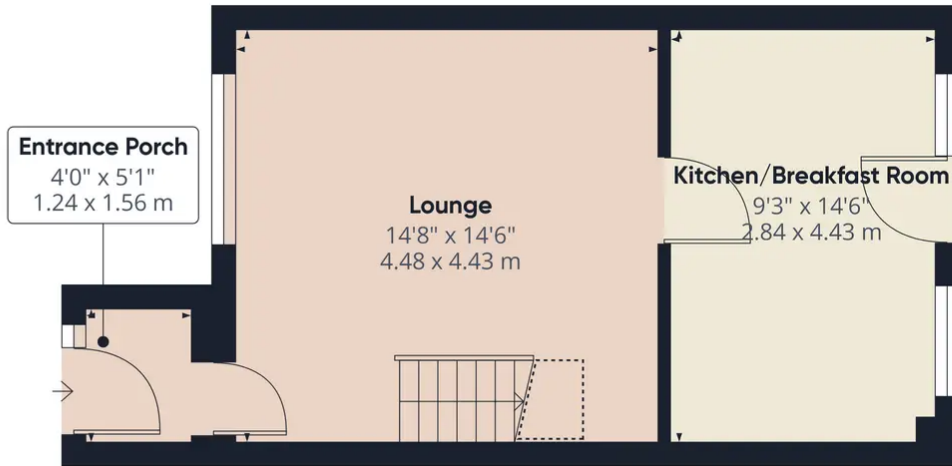 Entrance Porch
4'0" x 5'1"
1.24 x 1.56 m
Lounge
14'8" x 14'6"
4.48 x 4.43 m
Kitchen/Breakfast Room
9'3" x 14'6"
2.84 x 4.43 m